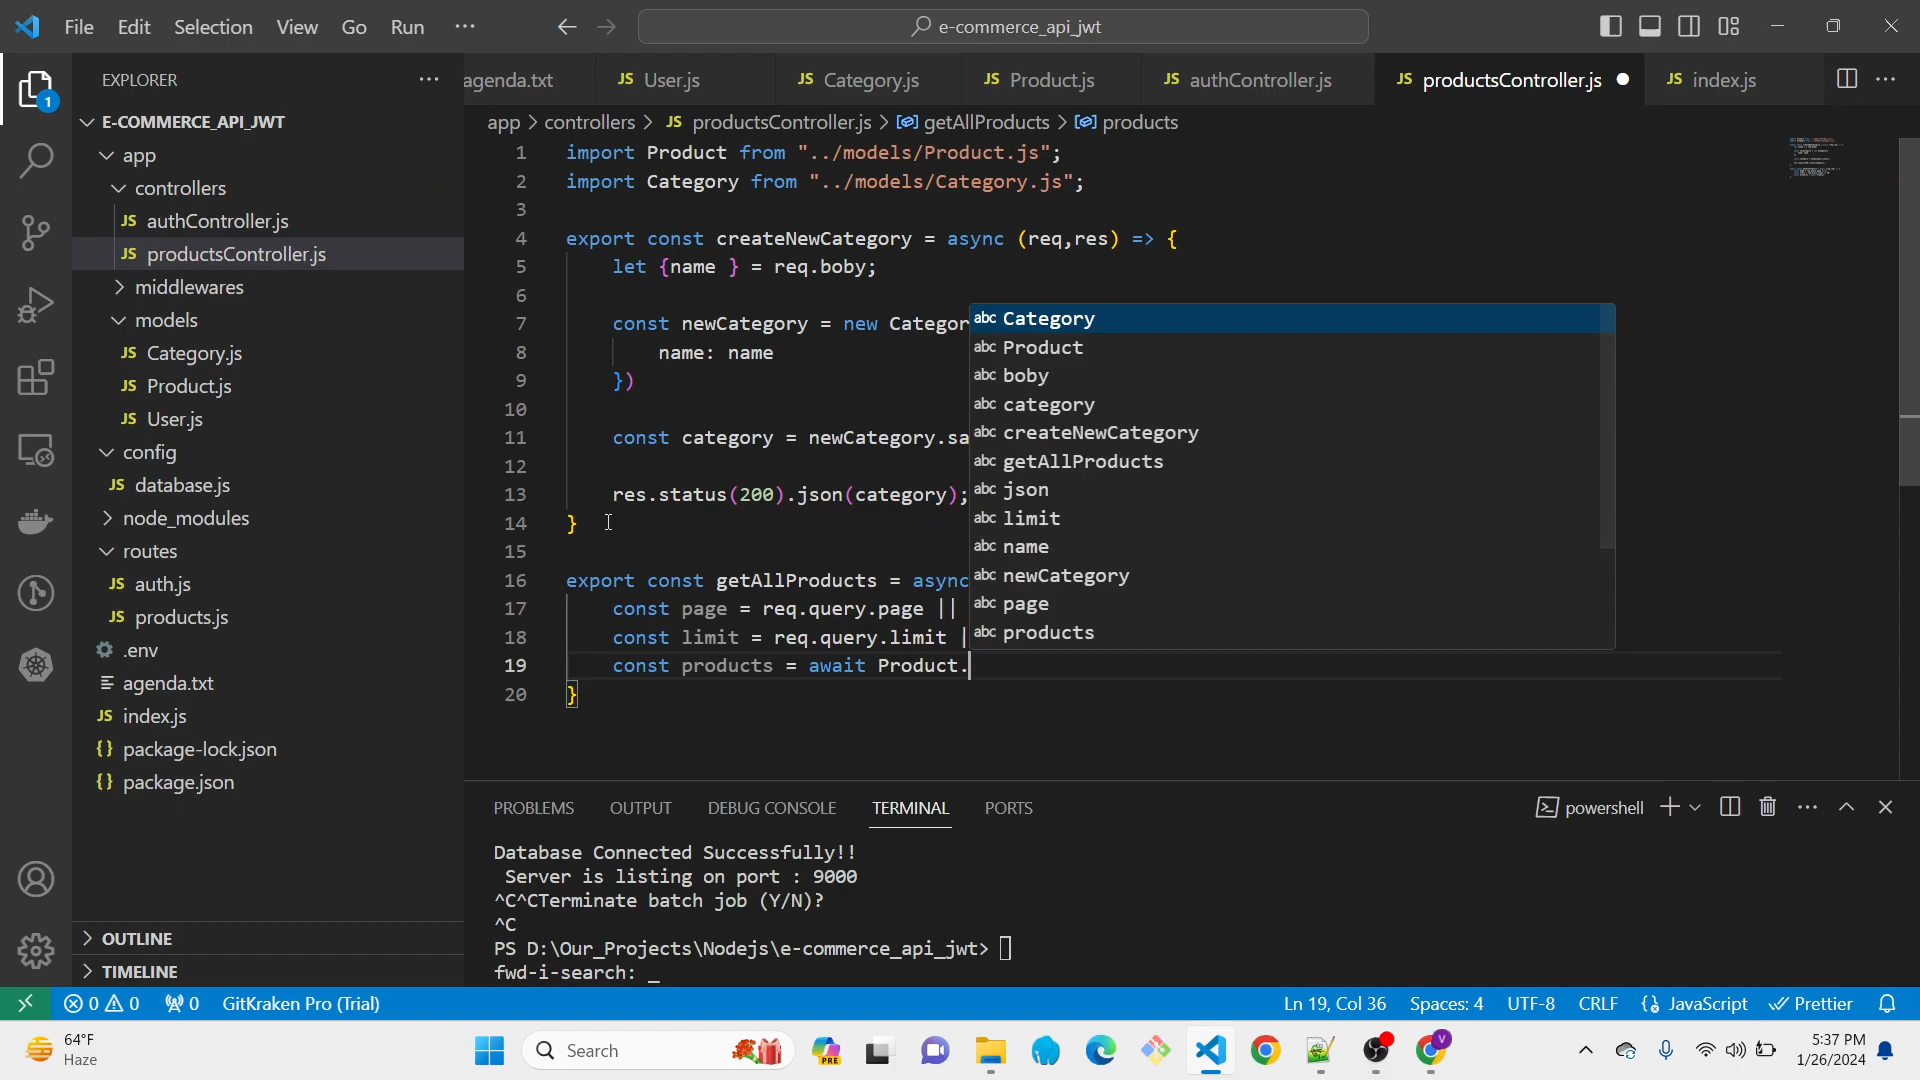 File Edit Selection View Go Run ···
e-commerce_api_jwt
EXPLORER ···
1
E-COMMERCE_API_JWT
app
controllers
JS authController.js
JS productsController.js
middlewares
models
JS Category.js
JS Product.js
JS User.js
config
JS database.js
node_modules
routes
JS auth.js
JS products.js
.env
agenda.txt
JS index.js
{} package-lock.json
{} package.json
OUTLINE
TIMELINE
agenda.txt JS User.js JS Category.js JS Product.js JS authController.js JS productsController.js JS index.js ···
app > controllers > JS productsController.js > getAllProducts > products
1 import Product from "../models/Product.js";
2 import Category from "../models/Category.js";
3
4 export const createNewCategory = async (req,res) => {
5 let {name } = req.boby;
6
7 const newCategory = new Categor
8 name: name
9 })
10
11 const category = newCategory.sa
12
13 res.status(200).json(category);
14 }
15
16 export const getAllProducts = async
17 const page = req.query.page ||
18 const limit = req.query.limit |
19 const products = await Product.
20 }
abc Category
abc Product
abc boby
abc category
abc createNewCategory
abc getAllProducts
abc json
abc limit
abc name
abc newCategory
abc page
abc products
PROBLEMS OUTPUT DEBUG CONSOLE TERMINAL PORTS
powershell ···
Database Connected Successfully!!
Server is listing on port : 9000
^C^CTerminate batch job (Y/N)?
^C
PS D:\Our_Projects\Nodejs\e-commerce_api_jwt>
fwd-i-search: _
0 0 0 GitKraken Pro (Trial)
Ln 19, Col 36 Spaces: 4 UTF-8 CRLF {} JavaScript Prettier
64°F
Haze
Search
PRE
V
5:37 PM
1/26/2024